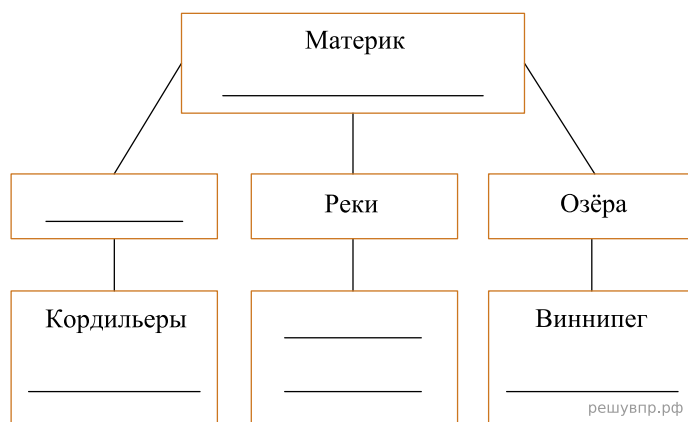 Материк
Реки
Озёра
Кордильеры
Виннипег
решувпр.рф